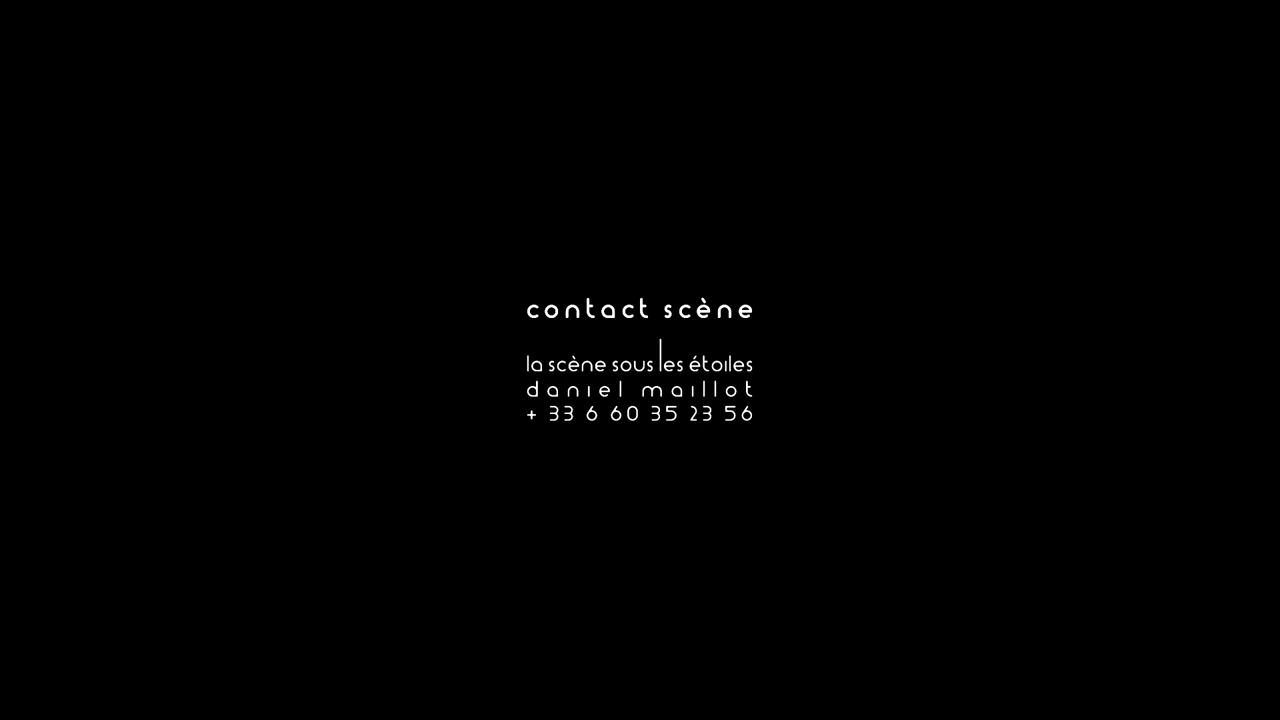 contact scène
la scène sous les étoiles
daniel maillot
+ 33 6 60 35 23 56